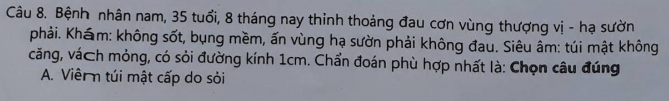 Câu 8. Bệnh nhân nam, 35 tuổi, 8 tháng nay thỉnh thoảng đau cơn vùng thượng vị - hạ sườn
phải. Khám: không sốt, bụng mềm, ấn vùng hạ sườn phải không đau. Siêu âm: túi mật không
căng, vách mỏng, có sỏi đường kính 1cm. Chẩn đoán phù hợp nhất là: Chọn câu đúng
A. Viêm túi mật cấp do sỏi